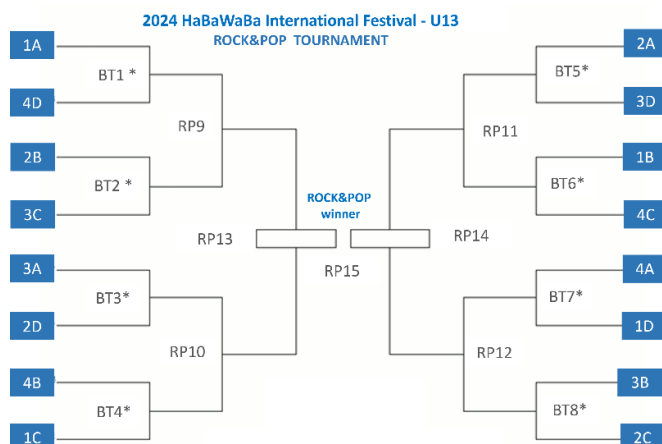 2024 HaBaWaBa International Festival - U13
ROCK&POP TOURNAMENT
1A
BT1 *
4D
RP9
2B
BT2 *
3C
RP13
3A
BT3*
2D
RP10
4B
BT4*
1C
ROCK&POP
winner
RP15
2A
BT5*
3D
RP11
1B
BT6*
4C
RP14
4A
BT7*
1D
RP12
3B
BT8*
2C